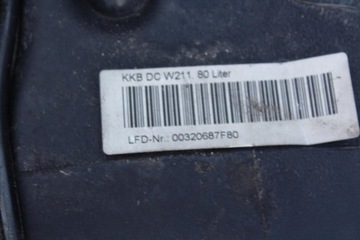 KKB DC W211, 80 Liter
LFD-Nr.: 00320687F80